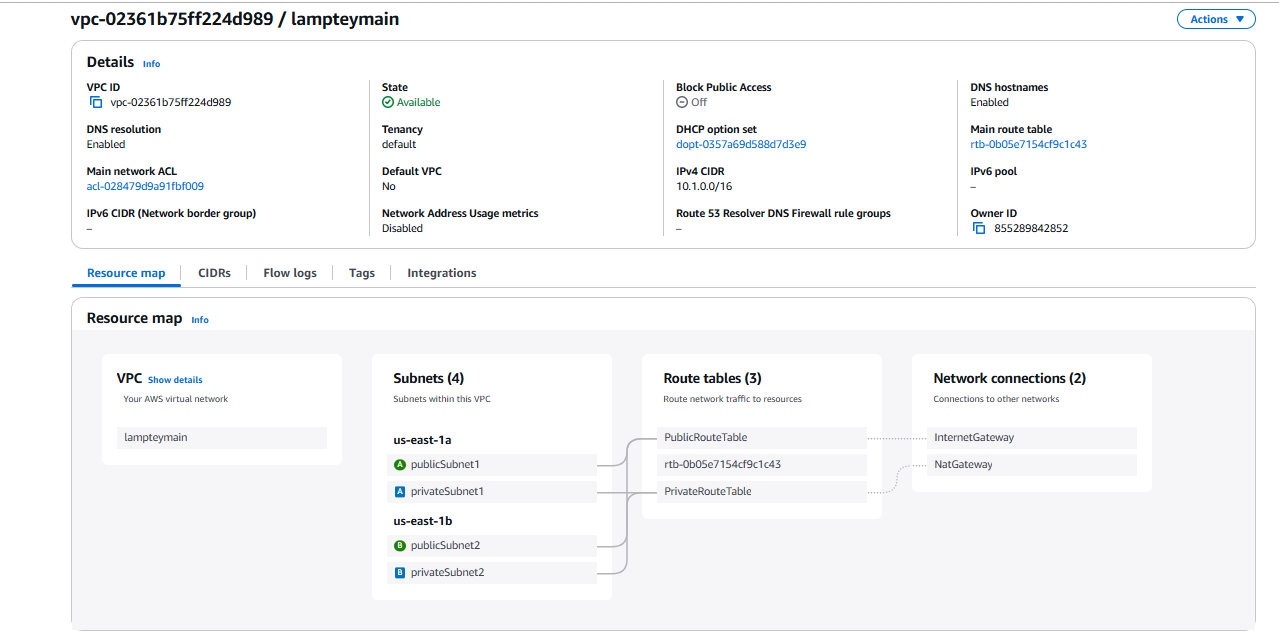 vpc-02361b75ff224d989 / lampteymain
Actions
Details Info
VPC ID
vpc-02361b75ff224d989
State
Available
Block Public Access
Off
DNS hostnames
Enabled
DNS resolution
Enabled
Tenancy
default
DHCP option set
dopt-0357a69d588d7d3e9
Main route table
rtb-0b05e7154cf9c1c43
Main network ACL
acl-028479d9a91fbf009
Default VPC
No
IPv4 CIDR
10.1.0.0/16
IPv6 pool
–
IPv6 CIDR (Network border group)
–
Network Address Usage metrics
Disabled
Route 53 Resolver DNS Firewall rule groups
–
Owner ID
855289842852
Resource map
CIDRs
Flow logs
Tags
Integrations
Resource map Info
VPC Show details
Your AWS virtual network
lampteymain
Subnets (4)
Subnets within this VPC
us-east-1a
A publicSubnet1
A privateSubnet1
us-east-1b
B publicSubnet2
B privateSubnet2
Route tables (3)
Route network traffic to resources
PublicRouteTable
rtb-0b05e7154cf9c1c43
PrivateRouteTable
Network connections (2)
Connections to other networks
InternetGateway
NatGateway